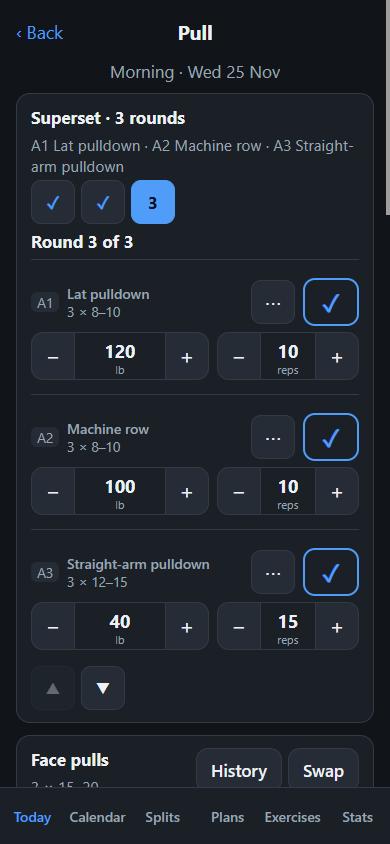 ‹ Back
Pull
Morning · Wed 25 Nov
Superset · 3 rounds
A1 Lat pulldown · A2 Machine row · A3 Straight-
arm pulldown
✓ ✓ 3
Round 3 of 3
A1 Lat pulldown
3 × 8–10
... ✓
− 120 lb + − 10 reps +
A2 Machine row
3 × 8–10
... ✓
− 100 lb + − 10 reps +
A3 Straight-arm pulldown
3 × 12–15
... ✓
− 40 lb + − 15 reps +
▲ ▼
Face pulls
3 × 15–20
History Swap
Today Calendar Splits Plans Exercises Stats